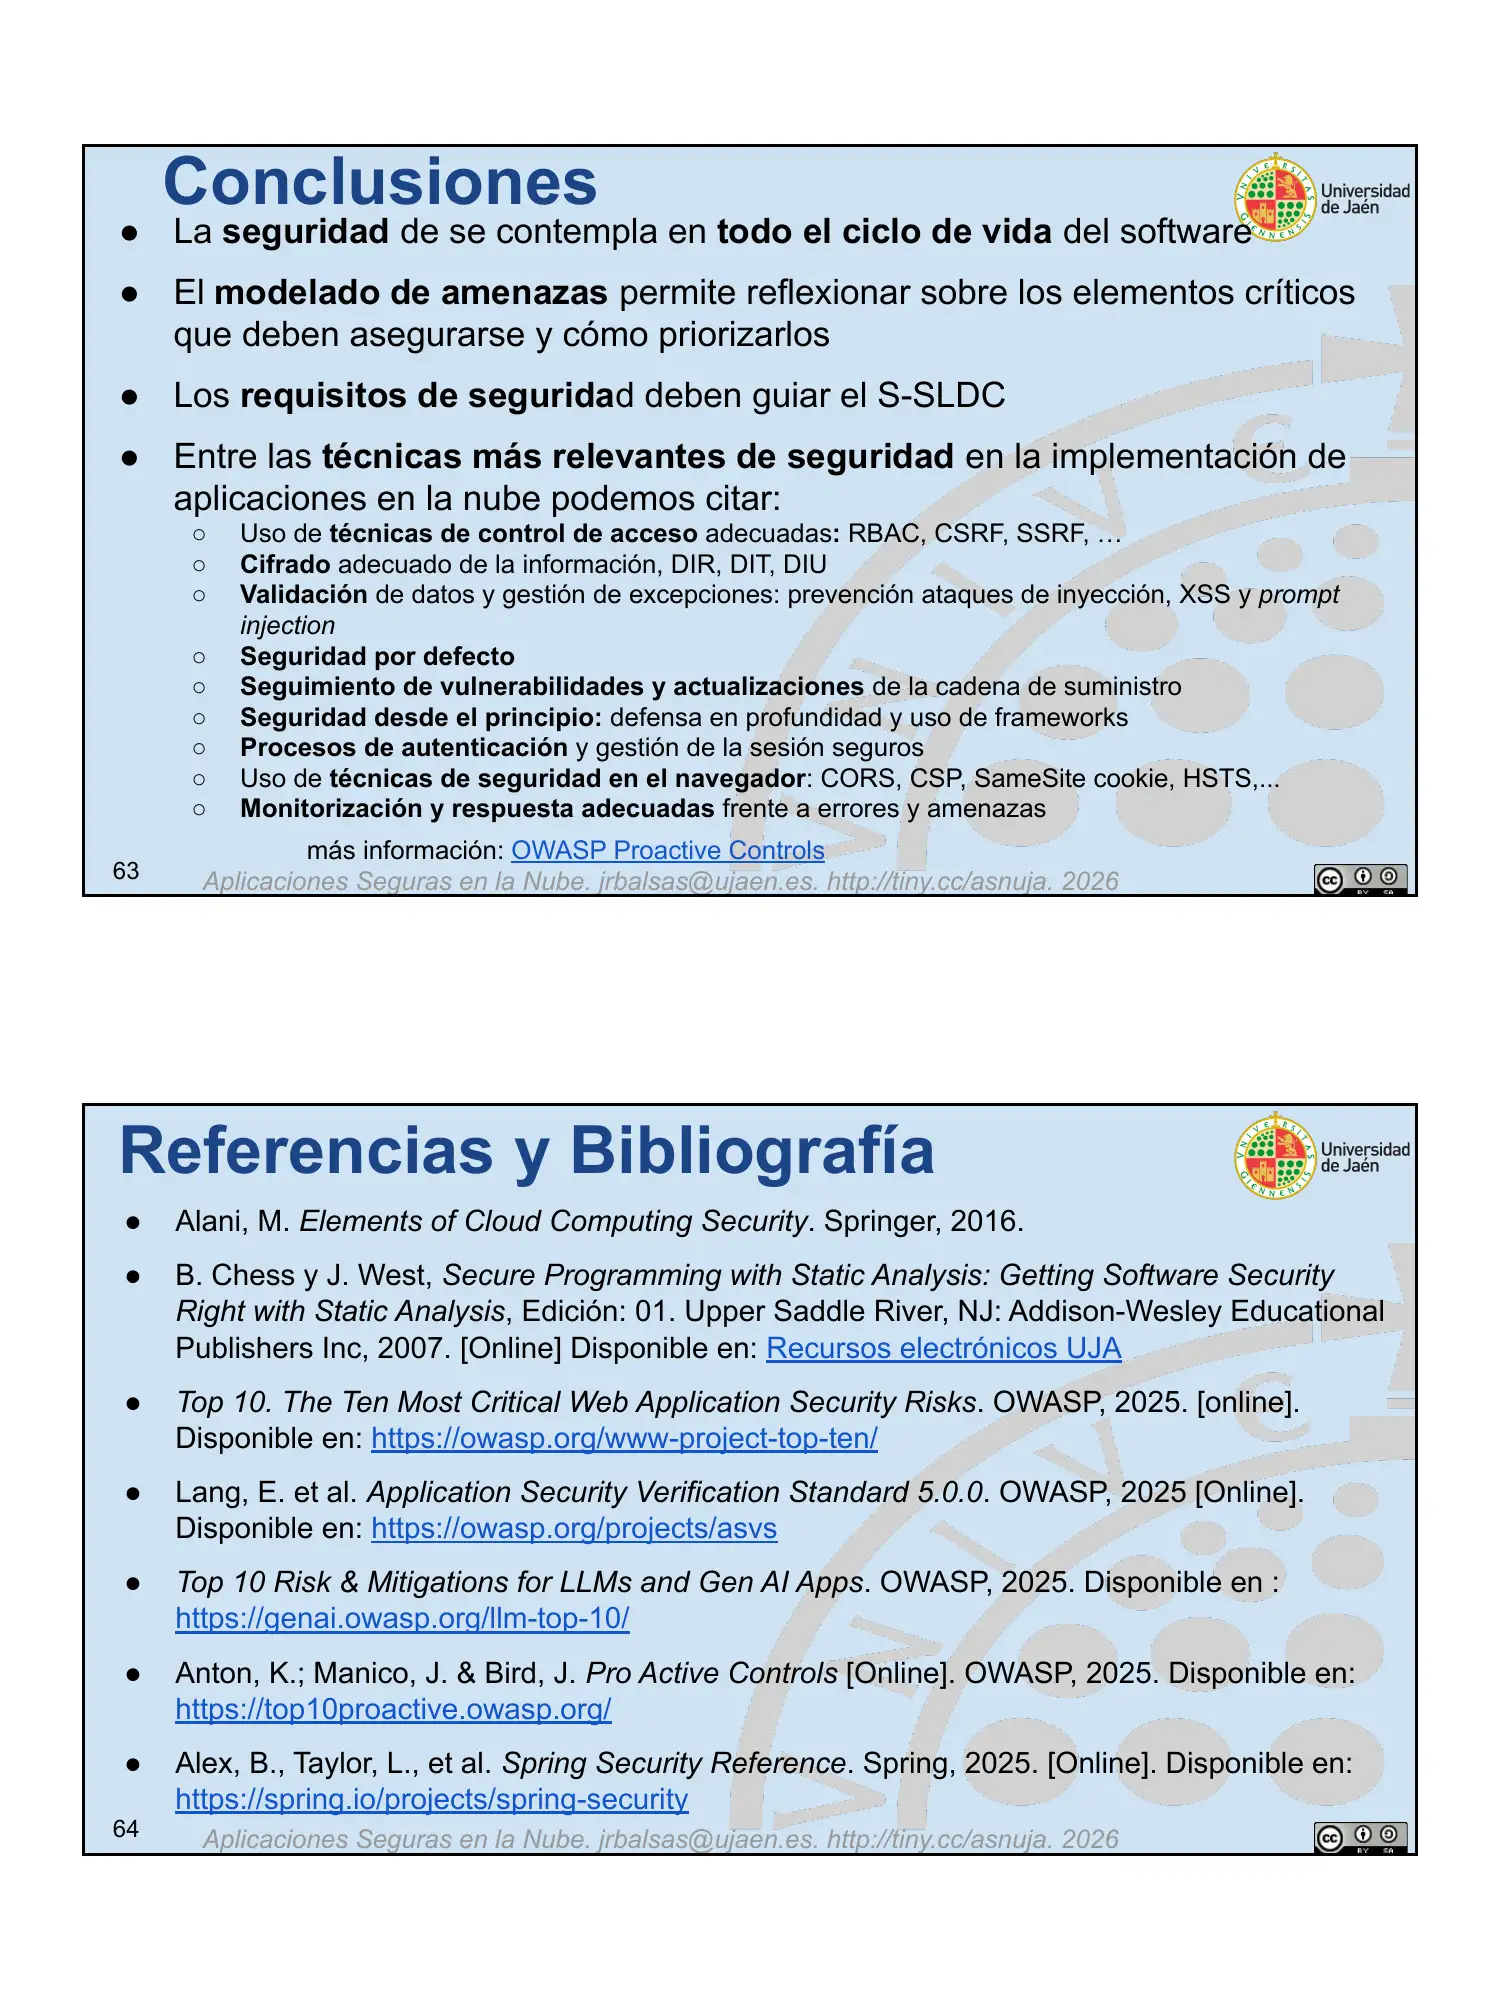 Conclusiones
Universidad
de Jaén
● La seguridad de se contempla en todo el ciclo de vida del software
● El modelado de amenazas permite reflexionar sobre los elementos críticos
que deben asegurarse y cómo priorizarlos
● Los requisitos de seguridad deben guiar el S-SLDC
● Entre las técnicas más relevantes de seguridad en la implementación de
aplicaciones en la nube podemos citar:
○ Uso de técnicas de control de acceso adecuadas: RBAC, CSRF, SSRF, …
○ Cifrado adecuado de la información, DIR, DIT, DIU
○ Validación de datos y gestión de excepciones: prevención ataques de inyección, XSS y prompt
injection
○ Seguridad por defecto
○ Seguimiento de vulnerabilidades y actualizaciones de la cadena de suministro
○ Seguridad desde el principio: defensa en profundidad y uso de frameworks
○ Procesos de autenticación y gestión de la sesión seguros
○ Uso de técnicas de seguridad en el navegador: CORS, CSP, SameSite cookie, HSTS,...
○ Monitorización y respuesta adecuadas frente a errores y amenazas
más información: OWASP Proactive Controls
63
Aplicaciones Seguras en la Nube. jrbalsas@ujaen.es. http://tiny.cc/asnuja. 2026
cc BY SA
Referencias y Bibliografía
Universidad
de Jaén
● Alani, M. Elements of Cloud Computing Security. Springer, 2016.
● B. Chess y J. West, Secure Programming with Static Analysis: Getting Software Security
Right with Static Analysis, Edición: 01. Upper Saddle River, NJ: Addison-Wesley Educational
Publishers Inc, 2007. [Online] Disponible en: Recursos electrónicos UJA
● Top 10. The Ten Most Critical Web Application Security Risks. OWASP, 2025. [online].
Disponible en: https://owasp.org/www-project-top-ten/
● Lang, E. et al. Application Security Verification Standard 5.0.0. OWASP, 2025 [Online].
Disponible en: https://owasp.org/projects/asvs
● Top 10 Risk & Mitigations for LLMs and Gen AI Apps. OWASP, 2025. Disponible en :
https://genai.owasp.org/llm-top-10/
● Anton, K.; Manico, J. & Bird, J. Pro Active Controls [Online]. OWASP, 2025. Disponible en:
https://top10proactive.owasp.org/
● Alex, B., Taylor, L., et al. Spring Security Reference. Spring, 2025. [Online]. Disponible en:
https://spring.io/projects/spring-security
64
Aplicaciones Seguras en la Nube. jrbalsas@ujaen.es. http://tiny.cc/asnuja. 2026
cc BY SA